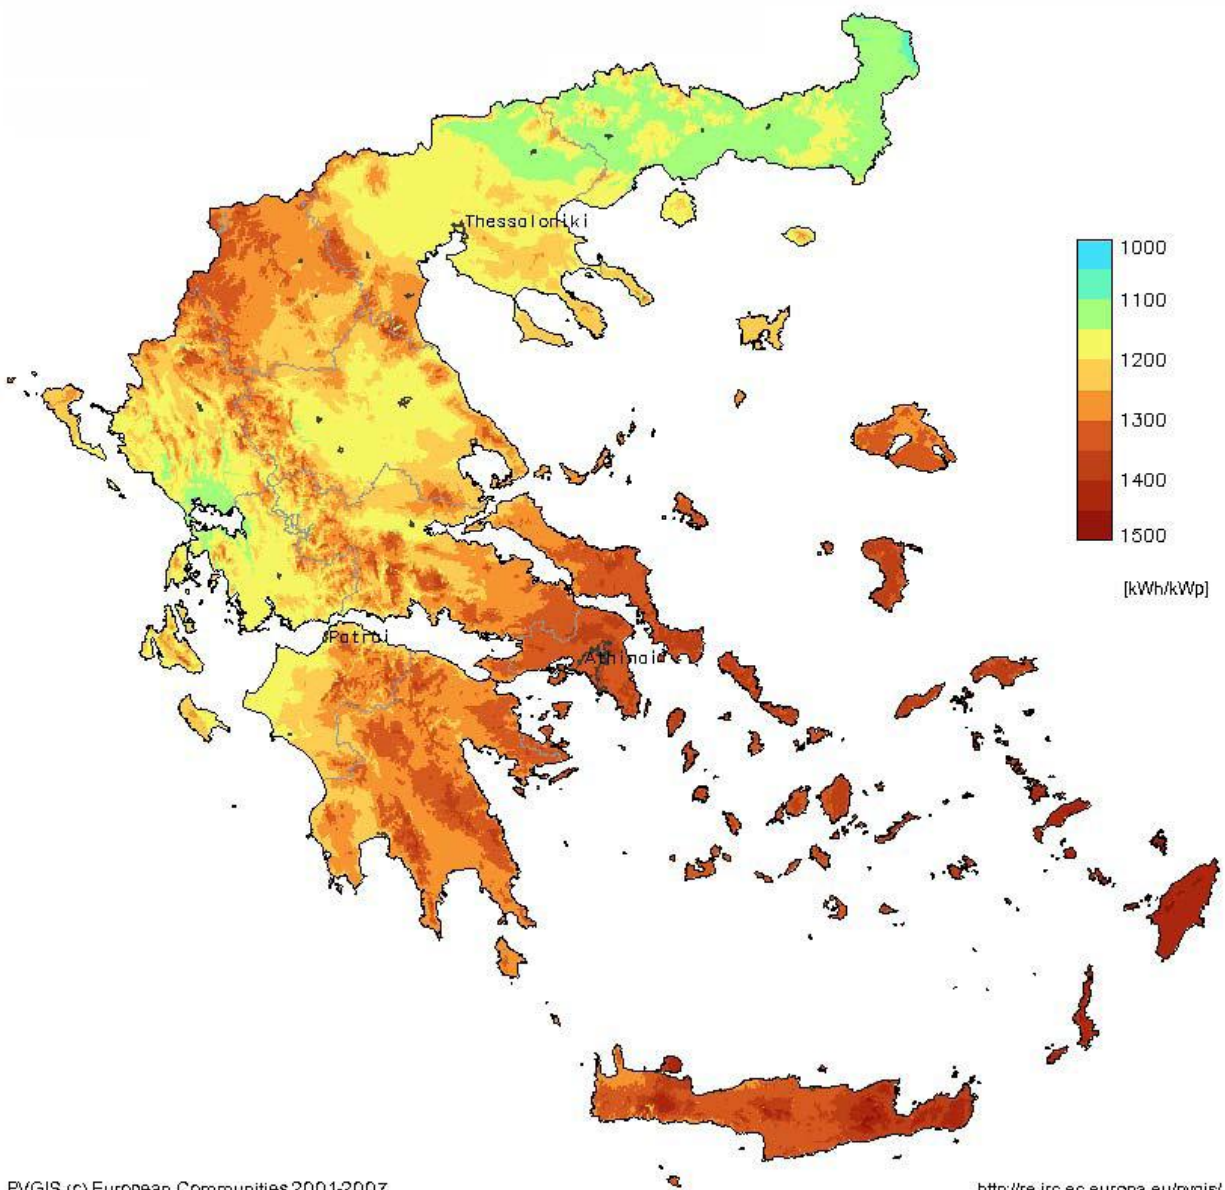 Thessaloniki
1000
1100
1200
1300
1400
1500
[kWh/kWp]
Patrai
Athinai
PVGIS (c) European Communities 2001-2007
http://re.jrc.ec.europa.eu/pvgis/